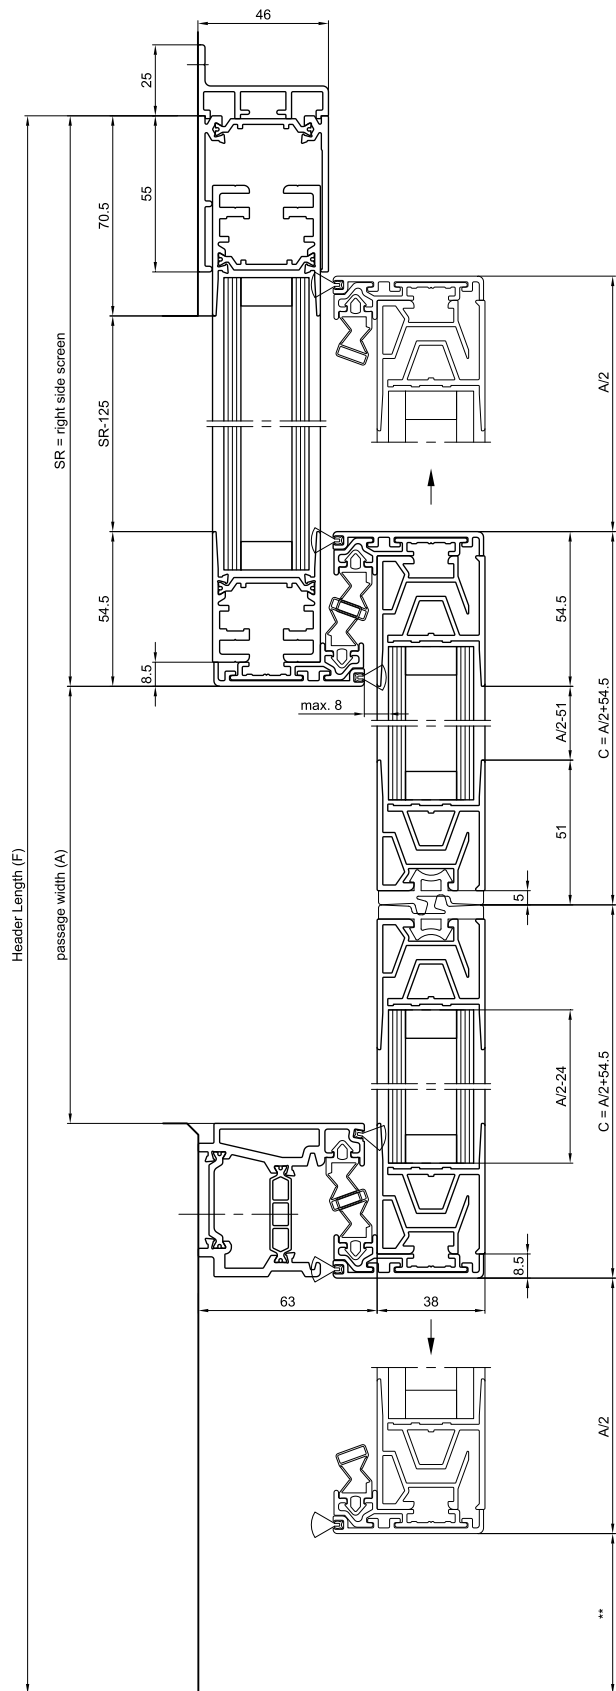 46
25
55
70.5
SR-125
SR = right side screen
54.5
8.5
max. 8
A/2
54.5
A/2-51
C = A/2+54.5
51
5
Header Length (F)
passage width (A)
A/2-24
C = A/2+54.5
8.5
63
38
A/2
**